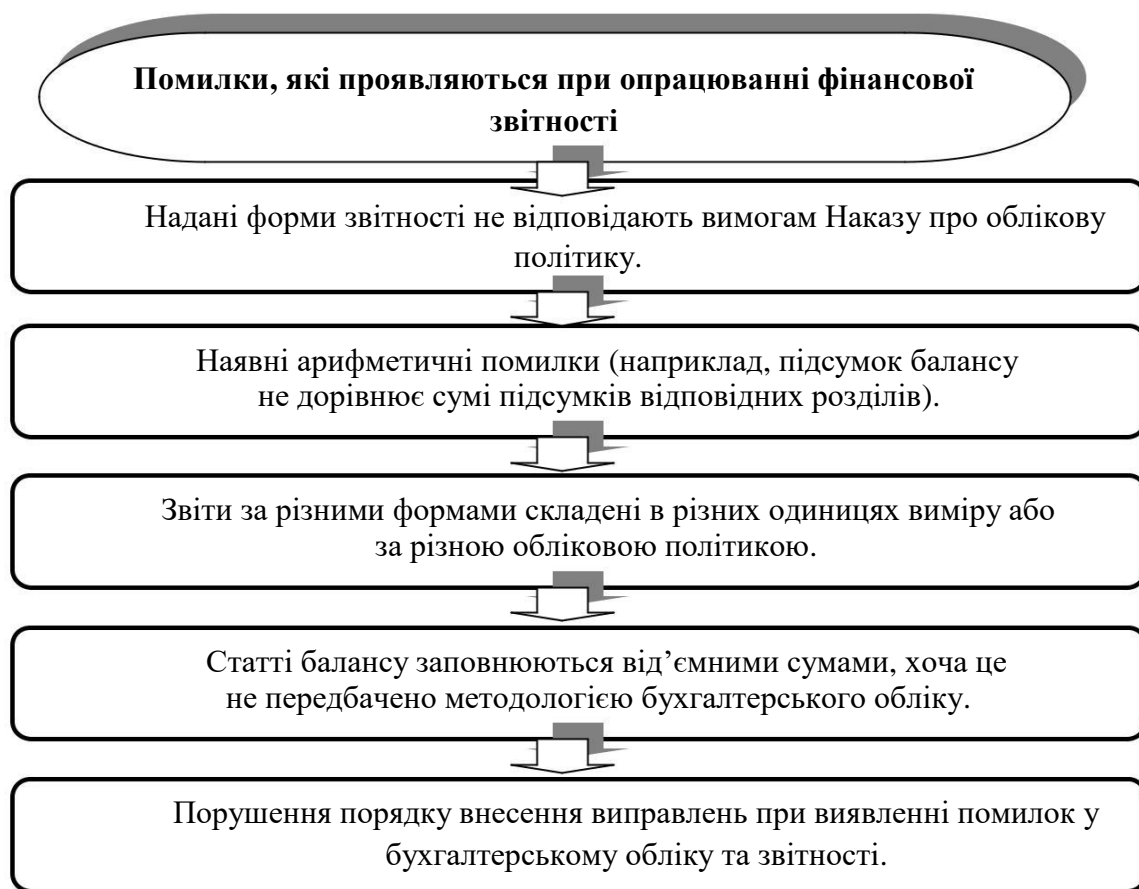 Помилки, які проявляються при опрацюванні фінансової
звітності
Надані форми звітності не відповідають вимогам Наказу про облікову
політику.
Наявні арифметичні помилки (наприклад, підсумок балансу
не дорівнює сумі підсумків відповідних розділів).
Звіти за різними формами складені в різних одиницях виміру або
за різною обліковою політикою.
Статті балансу заповнюються від’ємними сумами, хоча це
не передбачено методологією бухгалтерського обліку.
Порушення порядку внесення виправлень при виявленні помилок у
бухгалтерському обліку та звітності.